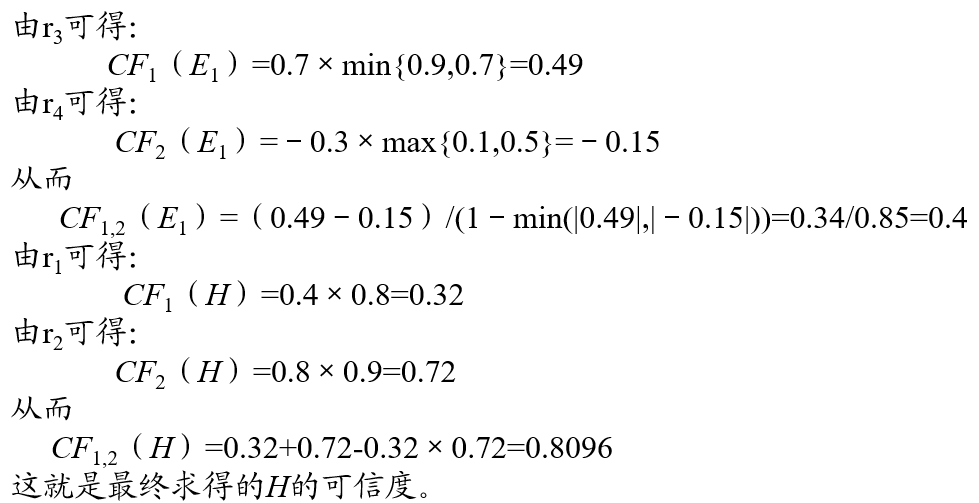 由r3可得:
CF1（E1）=0.7×min{0.9,0.7}=0.49
由r4可得:
CF2（E1）=－0.3×max{0.1,0.5}=－0.15
从而
CF1,2（E1）=（0.49－0.15）/(1－min(|0.49|,|－0.15|))=0.34/0.85=0.4
由r1可得:
CF1（H）=0.4×0.8=0.32
由r2可得:
CF2（H）=0.8×0.9=0.72
从而
CF1,2（H）=0.32+0.72-0.32×0.72=0.8096
这就是最终求得的H的可信度。